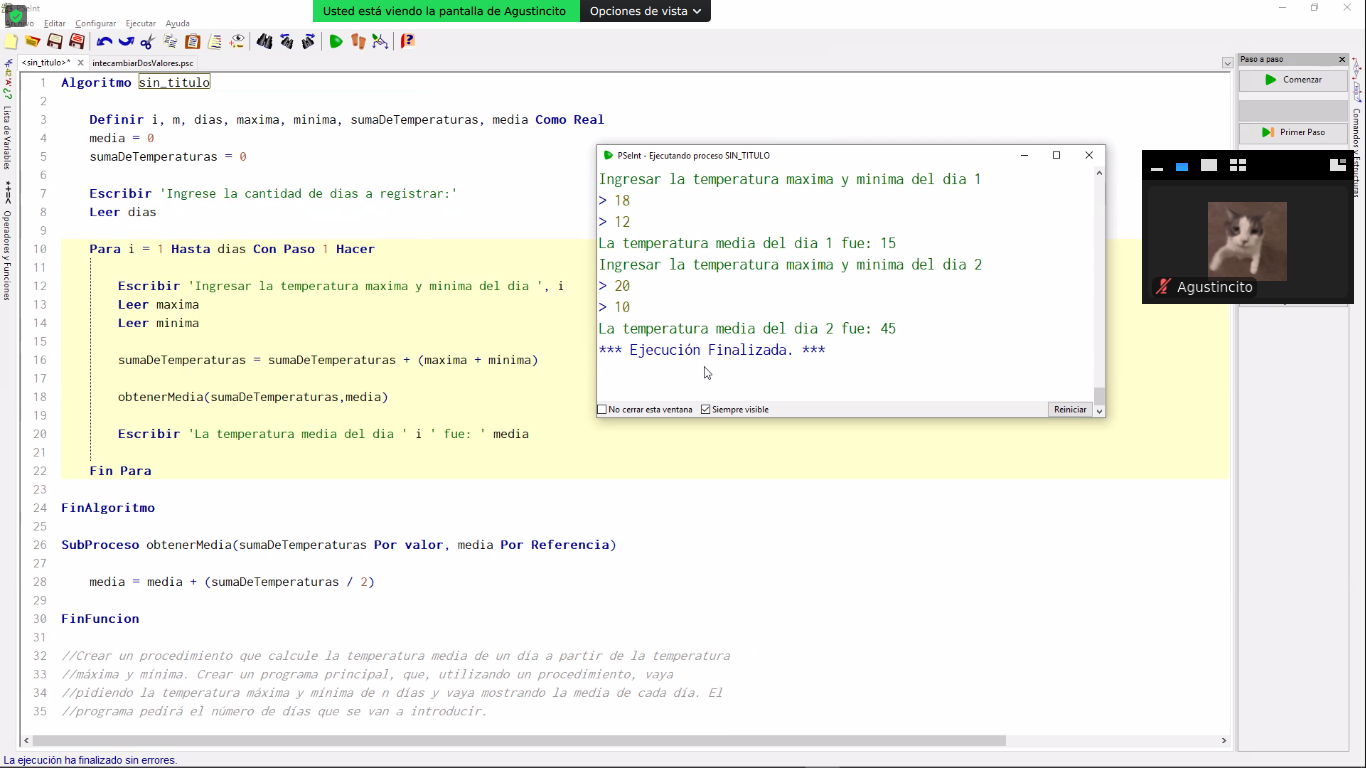 Usted está viendo la pantalla de Agustincito
Opciones de vista
Editar Configurar Ejecutar Ayuda
<sin_titulo>* X intecambiarDosValores.psc
Lista de Variables
Operadores y Funciones
1 Algoritmo sin_titulo
2
3 Definir i, m, dias, maxima, minima, sumaDeTemperaturas, media Como Real
4 media = 0
5 sumaDeTemperaturas = 0
6
7 Escribir 'Ingrese la cantidad de dias a registrar:'
8 Leer dias
9
10 Para i = 1 Hasta dias Con Paso 1 Hacer
11
12 Escribir 'Ingresar la temperatura maxima y minima del dia ', i
13 Leer maxima
14 Leer minima
15
16 sumaDeTemperaturas = sumaDeTemperaturas + (maxima + minima)
17
18 obtenerMedia(sumaDeTemperaturas,media)
19
20 Escribir 'La temperatura media del dia ' i ' fue: ' media
21
22 Fin Para
23
24 FinAlgoritmo
25
26 SubProceso obtenerMedia(sumaDeTemperaturas Por valor, media Por Referencia)
27
28 media = media + (sumaDeTemperaturas / 2)
29
30 FinFuncion
31
32 //Crear un procedimiento que calcule la temperatura media de un día a partir de la temperatura
33 //máxima y mínima. Crear un programa principal, que, utilizando un procedimiento, vaya
34 //pidiendo la temperatura máxima y mínima de n días y vaya mostrando la media de cada día. El
35 //programa pedirá el número de días que se van a introducir.
PSeInt - Ejecutando proceso SIN_TITULO
Ingresar la temperatura maxima y minima del dia 1
> 18
> 12
La temperatura media del dia 1 fue: 15
Ingresar la temperatura maxima y minima del dia 2
> 20
> 10
La temperatura media del dia 2 fue: 45
*** Ejecución Finalizada. ***
No cerrar esta ventana Siempre visible Reiniciar
Paso a paso
Comenzar
Primer Paso
Agustincito
Comandos y Estructuras
La ejecución ha finalizado sin errores.